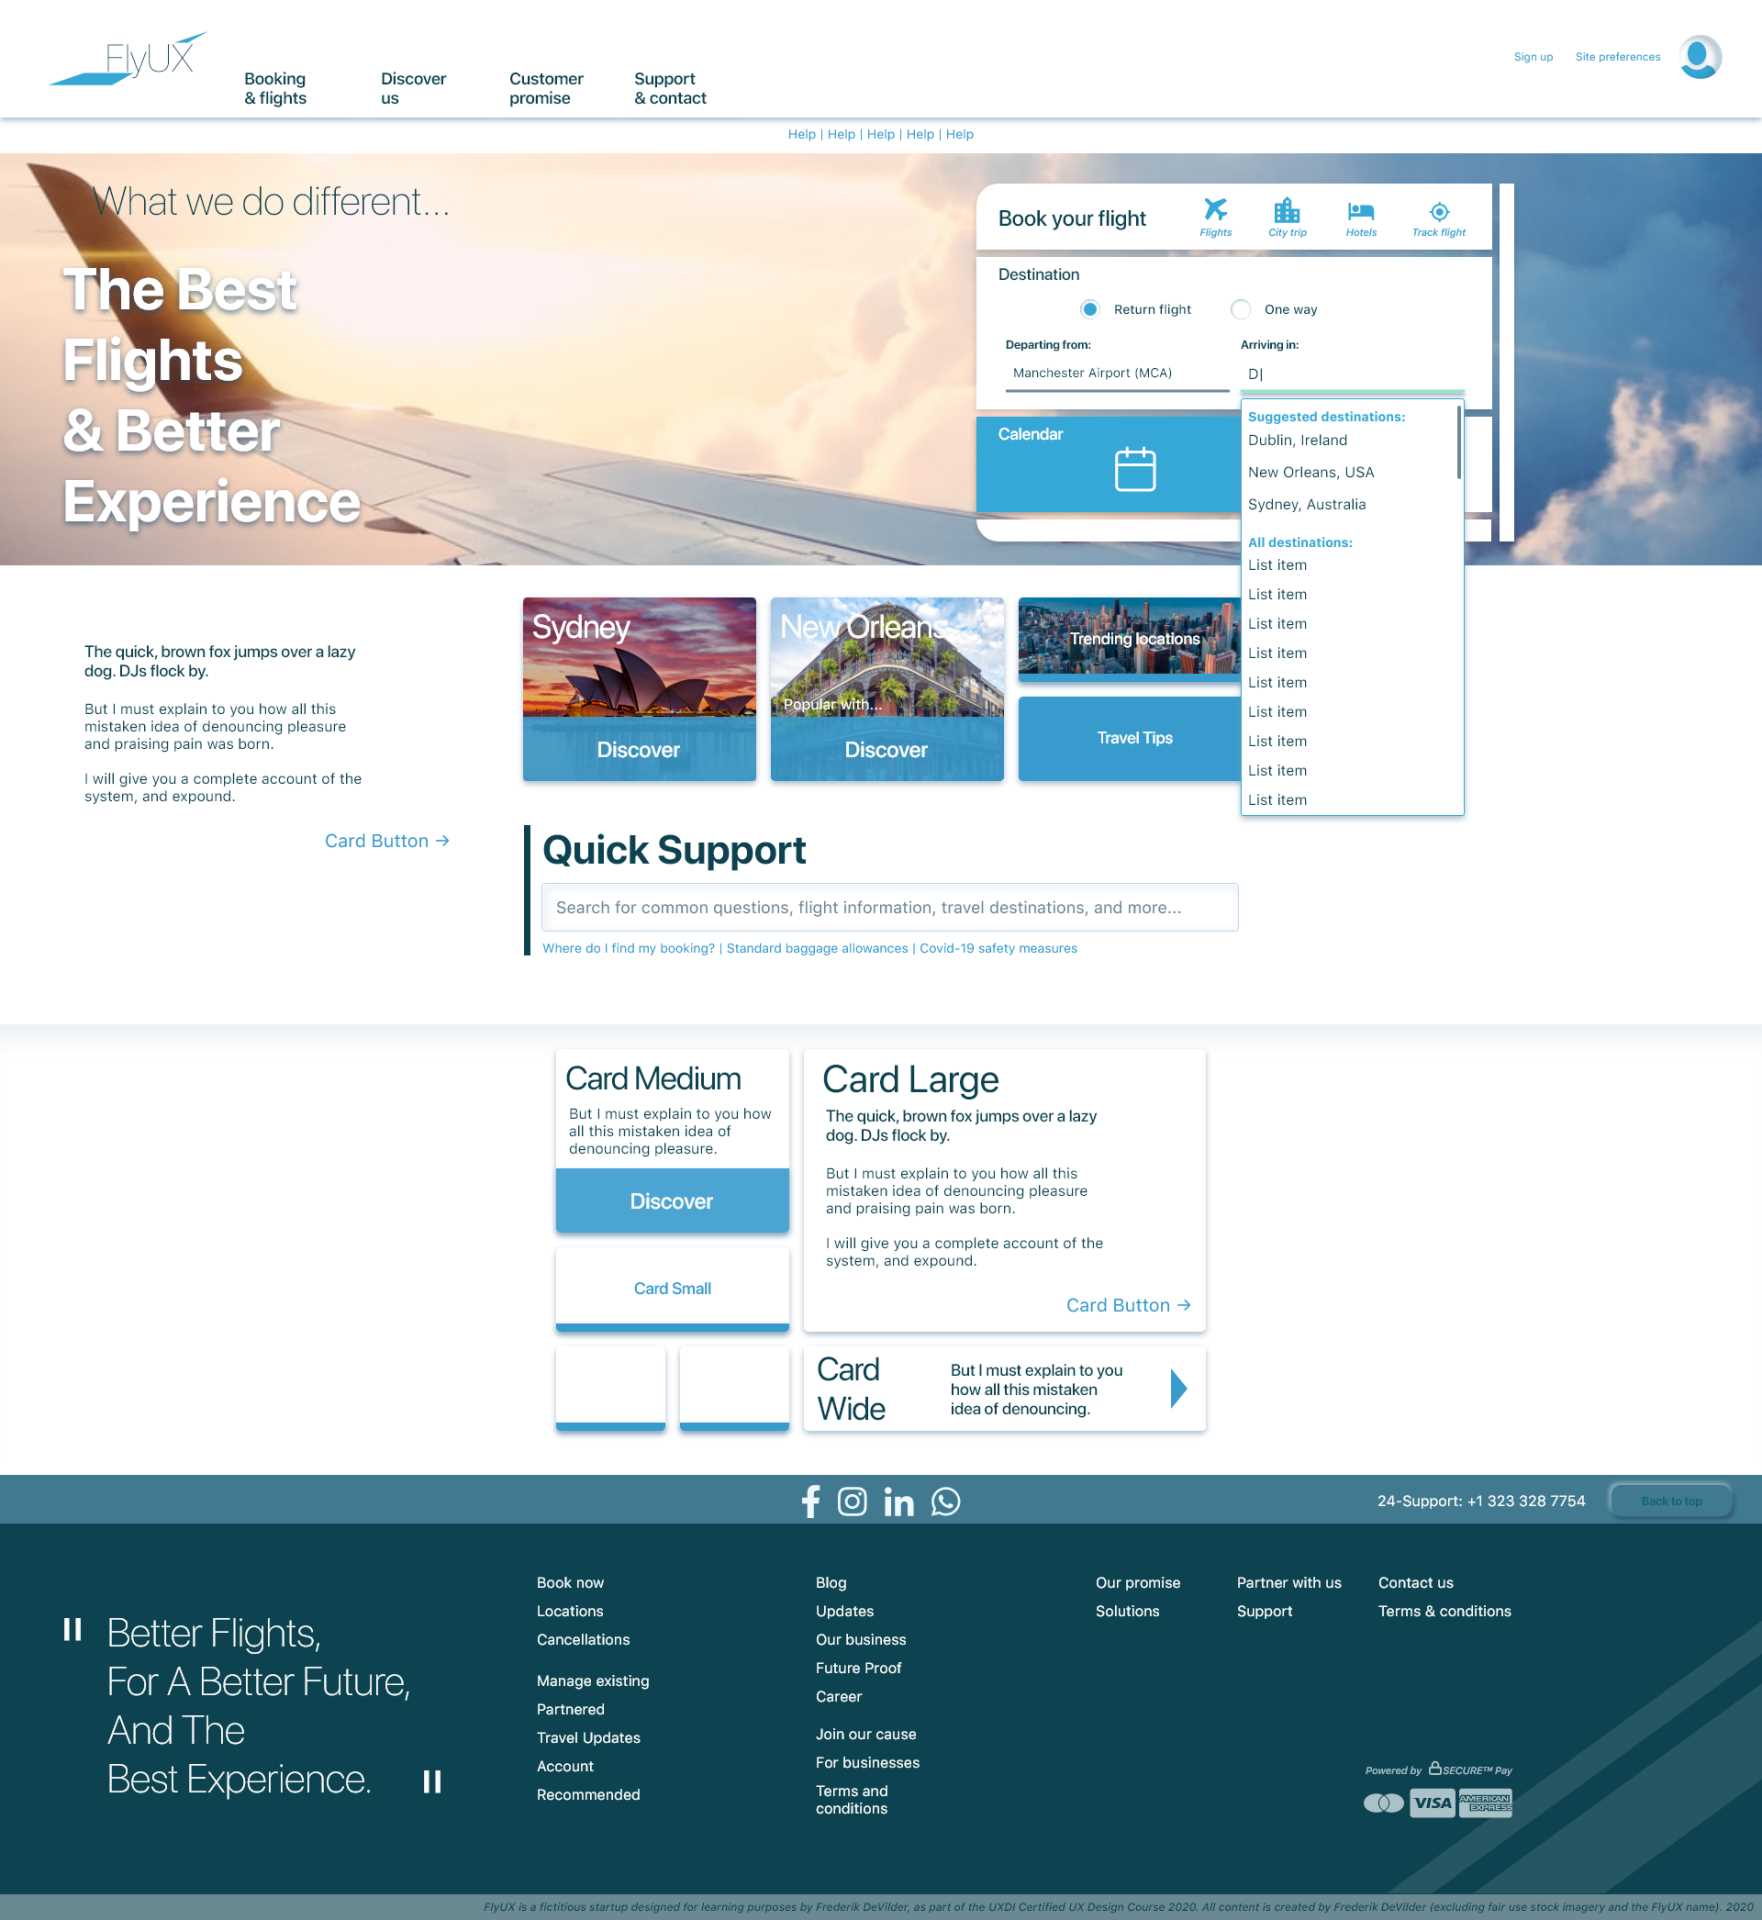 FlyUX
Booking
& flights
Discover
us
Customer
promise
Support
& contact
Sign up
Site preferences
Help | Help | Help | Help | Help
What we do different...
The Best
Flights
& Better
Experience
Book your flight
Flights
City trip
Hotels
Track flight
Destination
Return flight
One way
Departing from:
Arriving in:
Manchester Airport (MCA)
D|
Calendar
Suggested destinations:
Dublin, Ireland
New Orleans, USA
Sydney, Australia
All destinations:
List item
List item
List item
List item
List item
List item
List item
List item
List item
The quick, brown fox jumps over a lazy
dog. DJs flock by.
But I must explain to you how all this
mistaken idea of denouncing pleasure
and praising pain was born.
I will give you a complete account of the
system, and expound.
Card Button →
Sydney
Discover
New Orleans
Popular with...
Discover
Trending locations
Travel Tips
Quick Support
Search for common questions, flight information, travel destinations, and more...
Where do I find my booking? | Standard baggage allowances | Covid-19 safety measures
Card Medium
But I must explain to you how
all this mistaken idea of
denouncing pleasure.
Discover
Card Small
Card Large
The quick, brown fox jumps over a lazy
dog. DJs flock by.
But I must explain to you how all this
mistaken idea of denouncing pleasure
and praising pain was born.
I will give you a complete account of the
system, and expound.
Card Button →
Card
Wide
But I must explain to you
how all this mistaken
idea of denouncing.
24-Support: +1 323 328 7754
Back to top
" Better Flights,
For A Better Future,
And The
Best Experience. "
Book now
Locations
Cancellations
Manage existing
Partnered
Travel Updates
Account
Recommended
Blog
Updates
Our business
Future Proof
Career
Join our cause
For businesses
Terms and
conditions
Our promise
Solutions
Partner with us
Support
Contact us
Terms & conditions
Powered by SECURE™ Pay
VISA
AMERICAN
EXPRESS
FlyUX is a fictitious startup designed for learning purposes by Frederik DeVilder, as part of the UXDI Certified UX Design Course 2020. All content is created by Frederik DeVilder (excluding fair use stock imagery and the FlyUX name). 2020